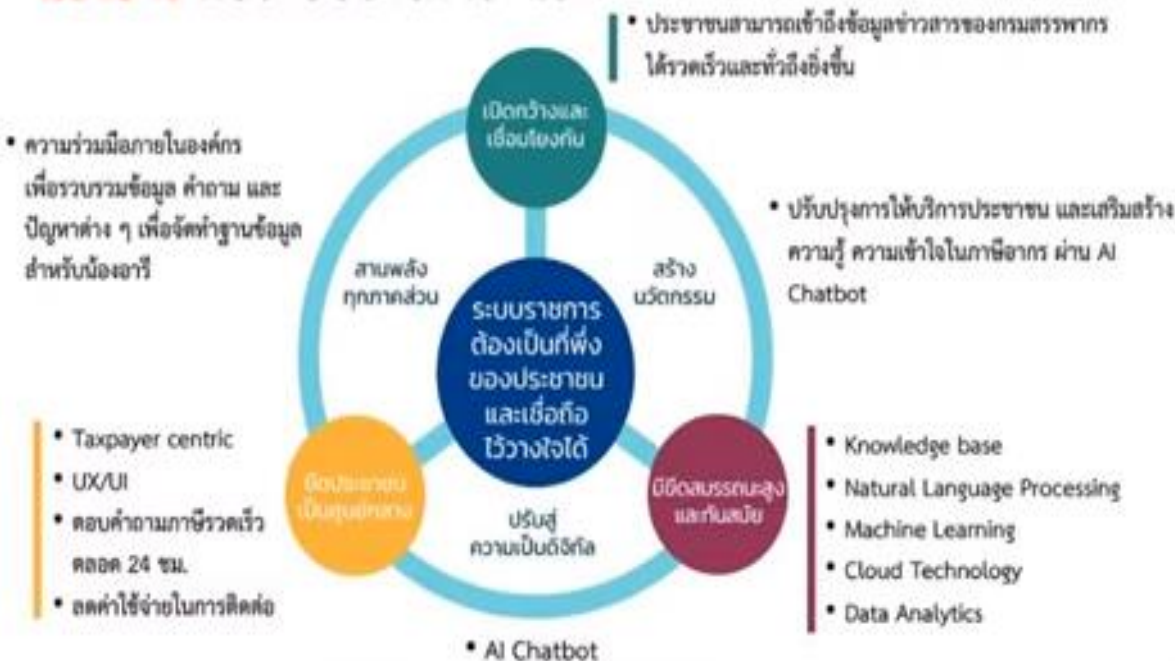 • ประชาชนสามารถเข้าถึงข้อมูลข่าวสารของกรมสรรพากร
ได้รวดเร็วและทั่วถึงยิ่งขึ้น
เปิดกว้างและ
เชื่อมโยงกัน
• ความร่วมมือภายในองค์กร
เพื่อรวบรวมข้อมูล คำถาม และ
ปัญหาต่าง ๆ เพื่อจัดทำฐานข้อมูล
สำหรับน้องอารี
สานพลัง
ทุกภาคส่วน
สร้าง
นวัตกรรม
• ปรับปรุงการให้บริการประชาชน และเสริมสร้าง
ความรู้ ความเข้าใจในภาษีอากร ผ่าน AI
Chatbot
ระบบราชการ
ต้องเป็นที่พึ่ง
ของประชาชน
และเชื่อถือ
ไว้วางใจได้
• Taxpayer centric
• UX/UI
• ตอบคำถามภาษีรวดเร็ว
ตลอด 24 ชม.
• ลดค่าใช้จ่ายในการติดต่อ
ยึดประชาชน
เป็นศูนย์กลาง
ปรับสู่
ความเป็นดิจิทัล
มีขีดสมรรถนะสูง
และทันสมัย
• Knowledge base
• Natural Language Processing
• Machine Learning
• Cloud Technology
• Data Analytics
• AI Chatbot